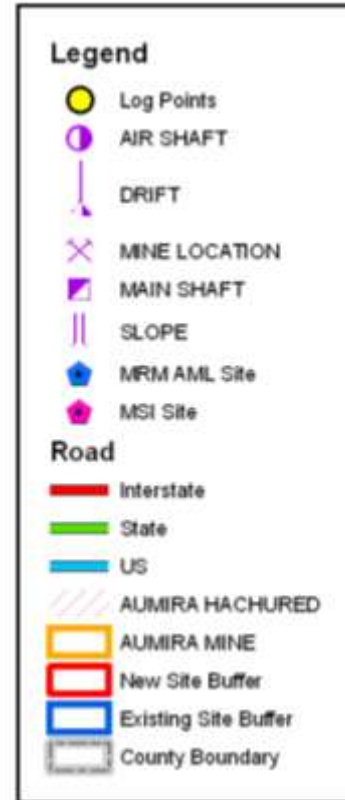 Legend
Log Points
AIR SHAFT
DRIFT
MINE LOCATION
MAIN SHAFT
SLOPE
MRM AML Site
MSI Site
Road
Interstate
State
US
AUMIRA HACHURED
AUMIRA MINE
New Site Buffer
Existing Site Buffer
County Boundary